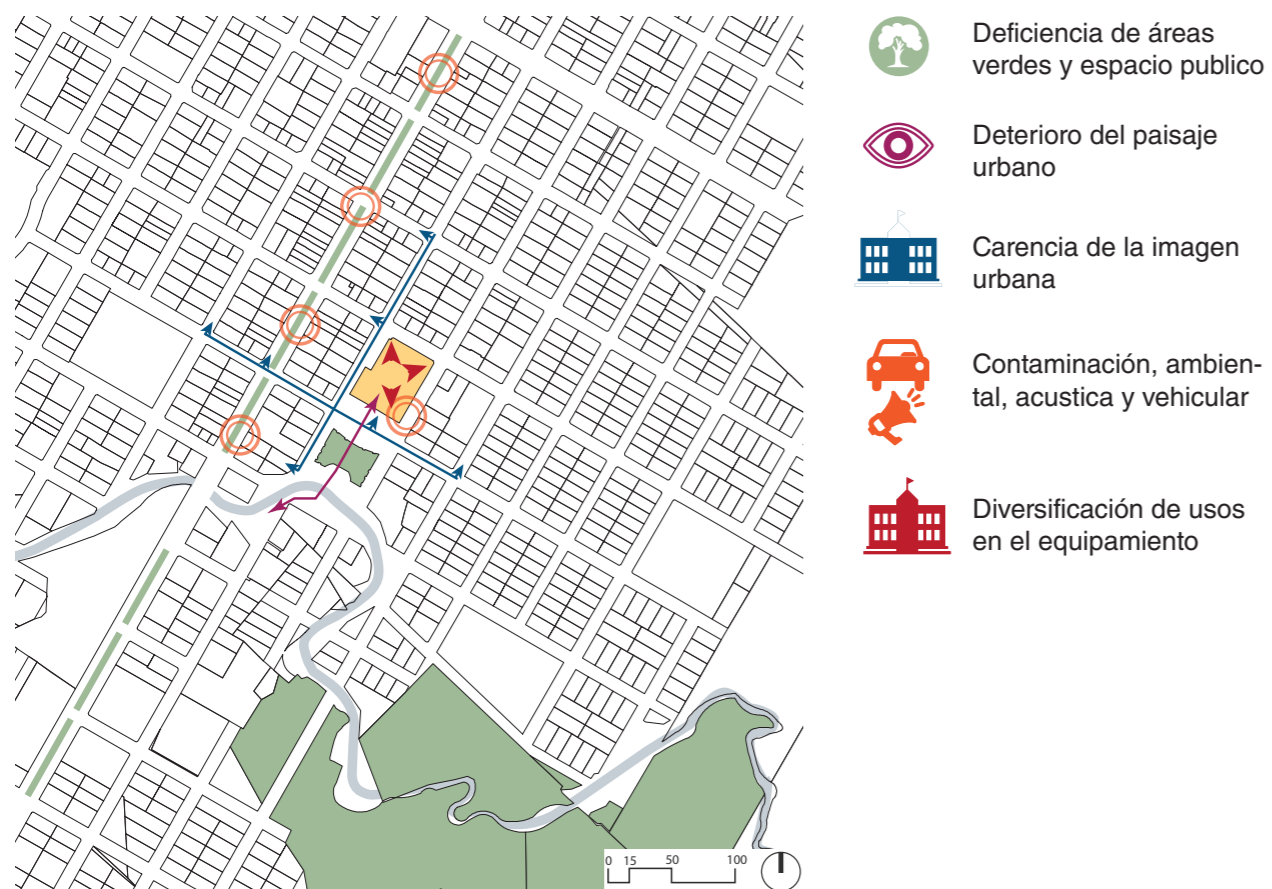 Deficiencia de áreas
verdes y espacio publico
Deterioro del paisaje
urbano
Carencia de la imagen
urbana
Contaminación, ambien-
tal, acustica y vehicular
Diversificación de usos
en el equipamiento
0 15 50 100